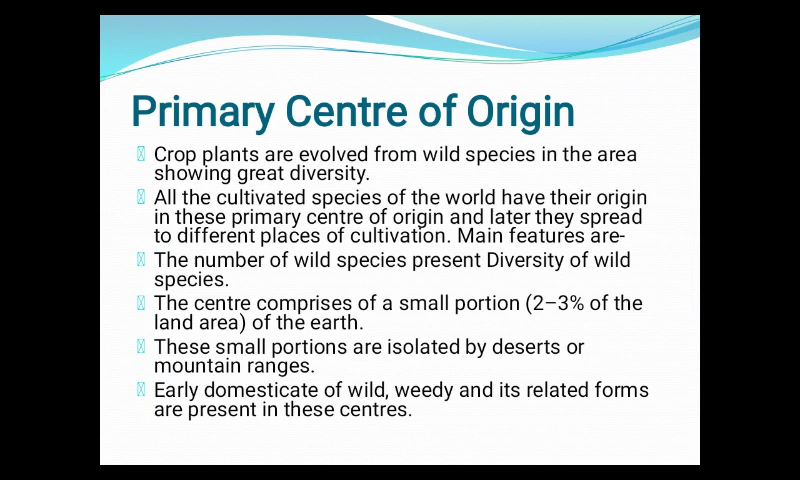 Primary Centre of Origin
Crop plants are evolved from wild species in the area
showing great diversity.
All the cultivated species of the world have their origin
in these primary centre of origin and later they spread
to different places of cultivation. Main features are-
The number of wild species present Diversity of wild
species.
The centre comprises of a small portion (2–3% of the
land area) of the earth.
These small portions are isolated by deserts or
mountain ranges.
Early domesticate of wild, weedy and its related forms
are present in these centres.